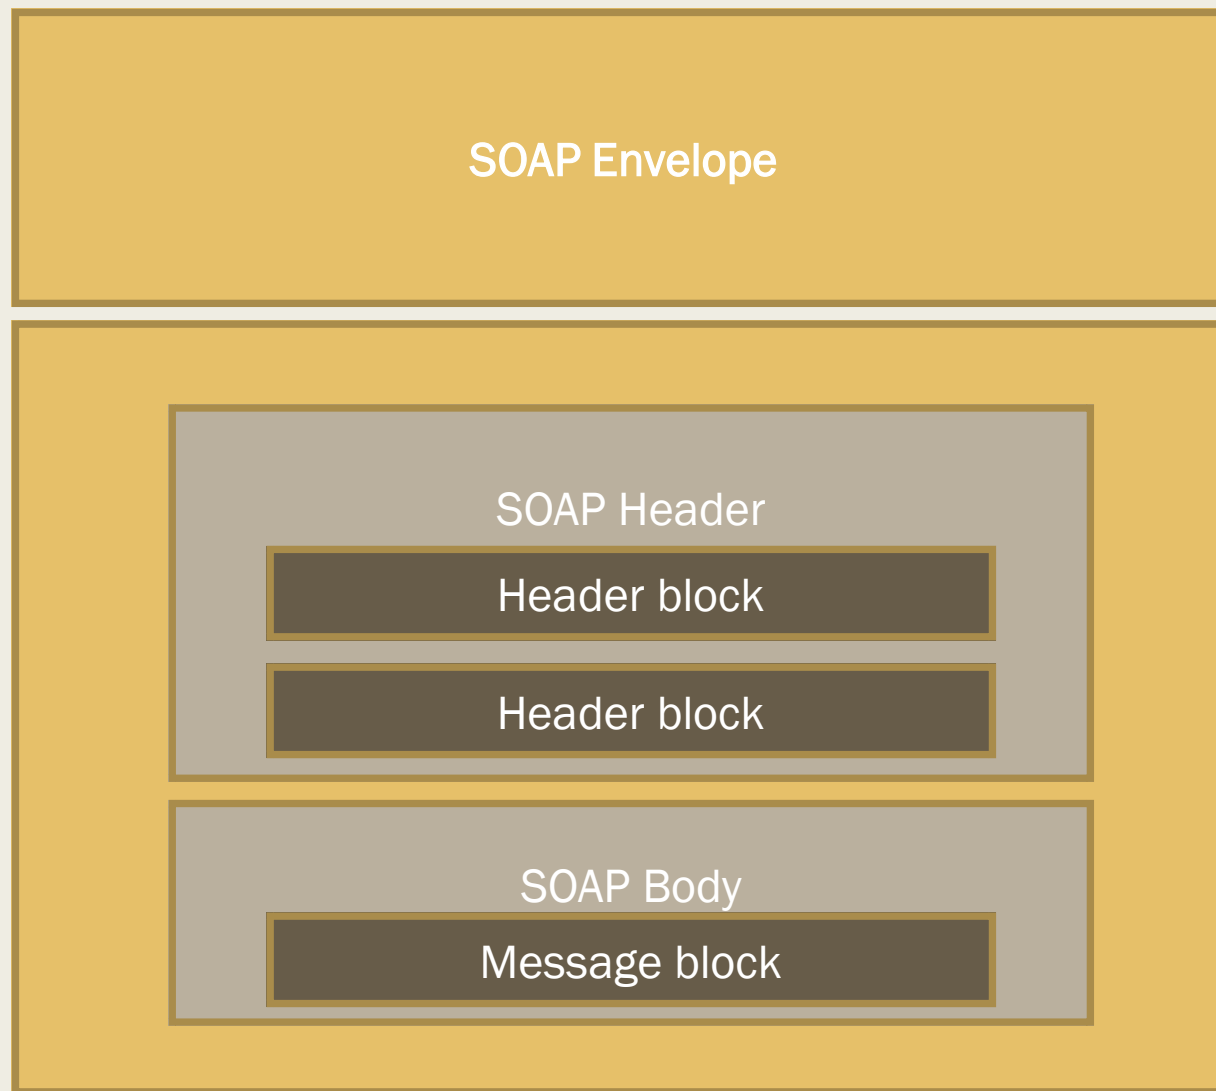 SOAP Envelope
SOAP Header
Header block
Header block
SOAP Body
Message block